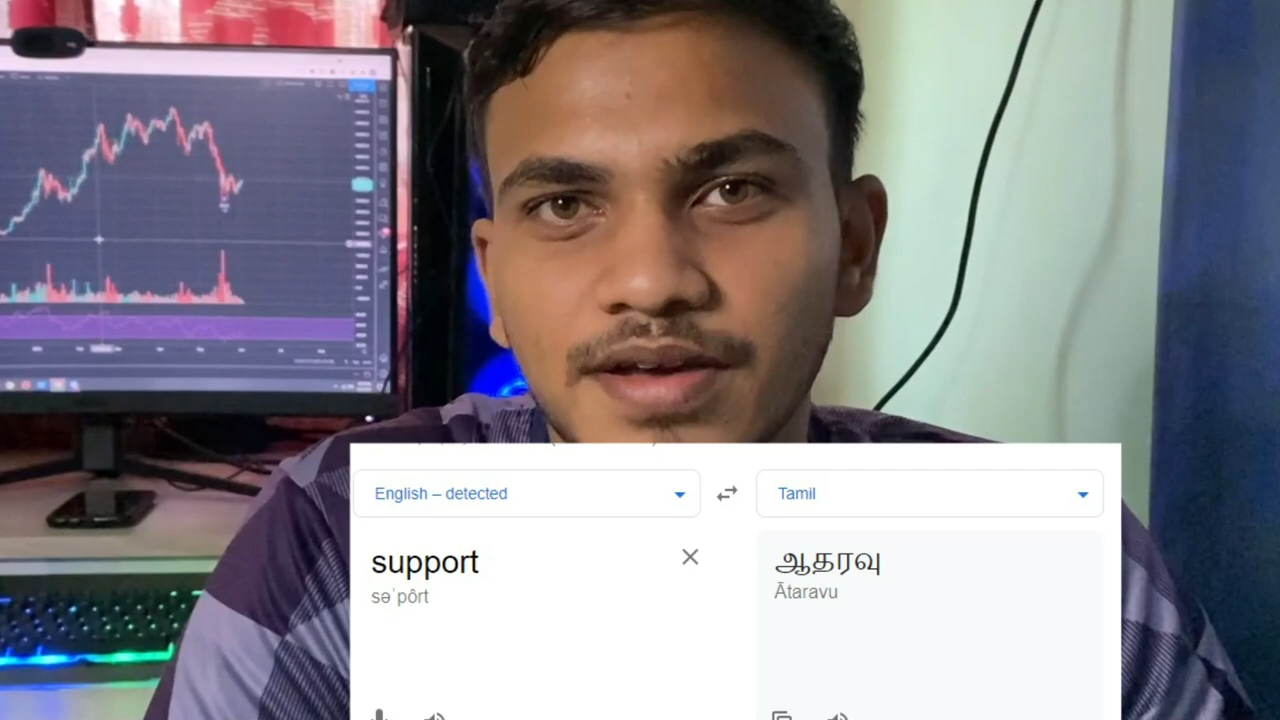 English – detected
Tamil
support
səˈpôrt
ஆதரவு
Ātaravu